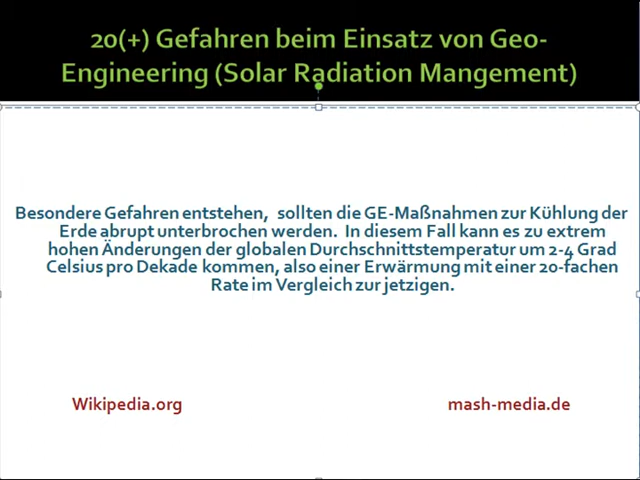 20(+) Gefahren beim Einsatz von Geo-
Engineering (Solar Radiation Mangement)
Besondere Gefahren entstehen, sollten die GE-Maßnahmen zur Kühlung der
Erde abrupt unterbrochen werden. In diesem Fall kann es zu extrem
hohen Änderungen der globalen Durchschnittstemperatur um 2-4 Grad
Celsius pro Dekade kommen, also einer Erwärmung mit einer 20-fachen
Rate im Vergleich zur jetzigen.
Wikipedia.org mash-media.de